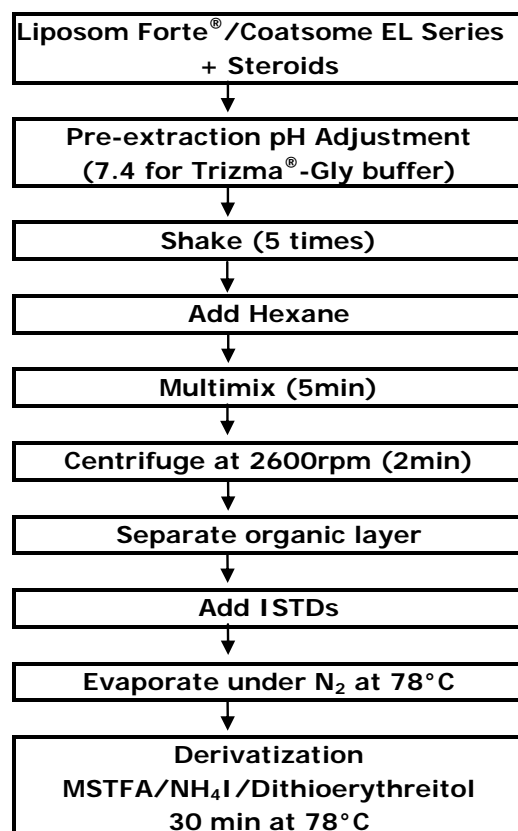 Liposom Forte®/Coatsome EL Series
+ Steroids
Pre-extraction pH Adjustment
(7.4 for Trizma®-Gly buffer)
Shake (5 times)
Add Hexane
Multimix (5min)
Centrifuge at 2600rpm (2min)
Separate organic layer
Add ISTDs
Evaporate under N₂ at 78°C
Derivatization
MSTFA/NH₄I/Dithioerythreitol
30 min at 78°C